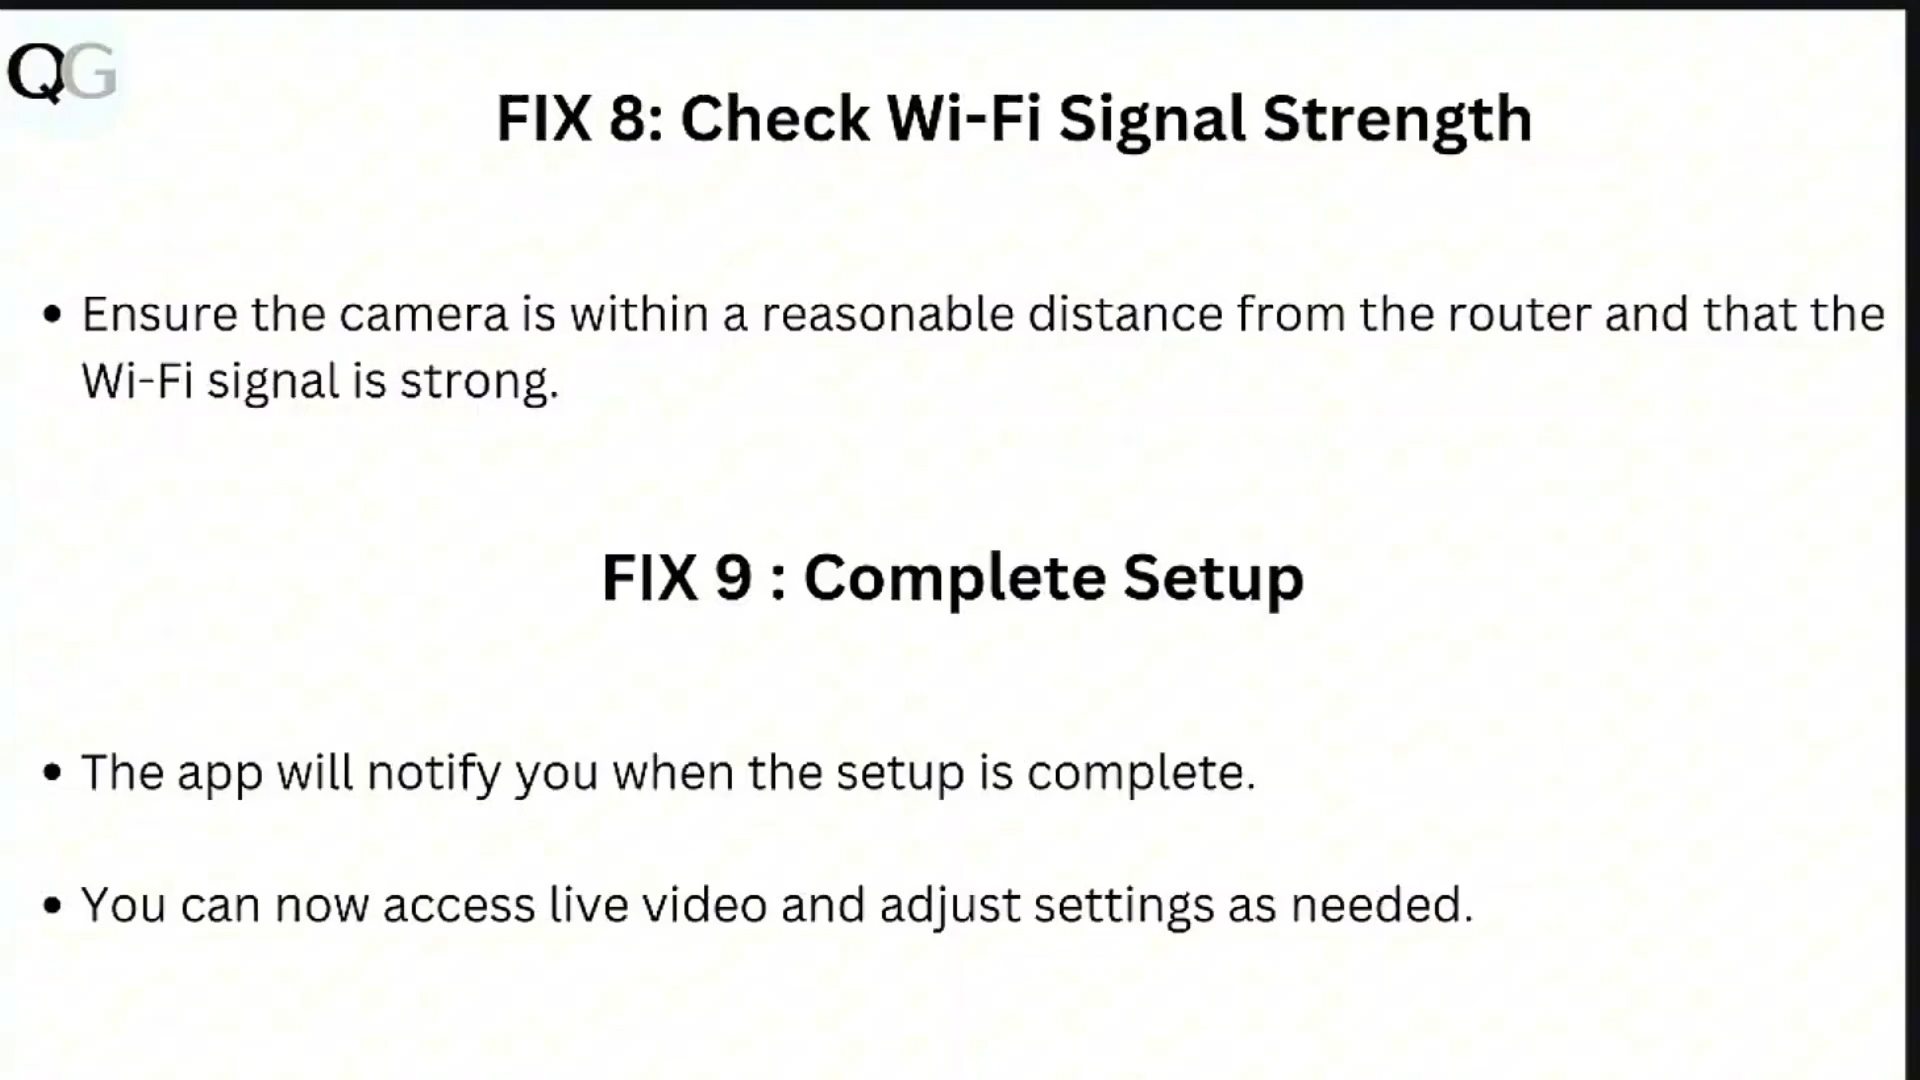 QG
FIX 8: Check Wi-Fi Signal Strength
• Ensure the camera is within a reasonable distance from the router and that the
Wi-Fi signal is strong.
FIX 9 : Complete Setup
• The app will notify you when the setup is complete.
• You can now access live video and adjust settings as needed.